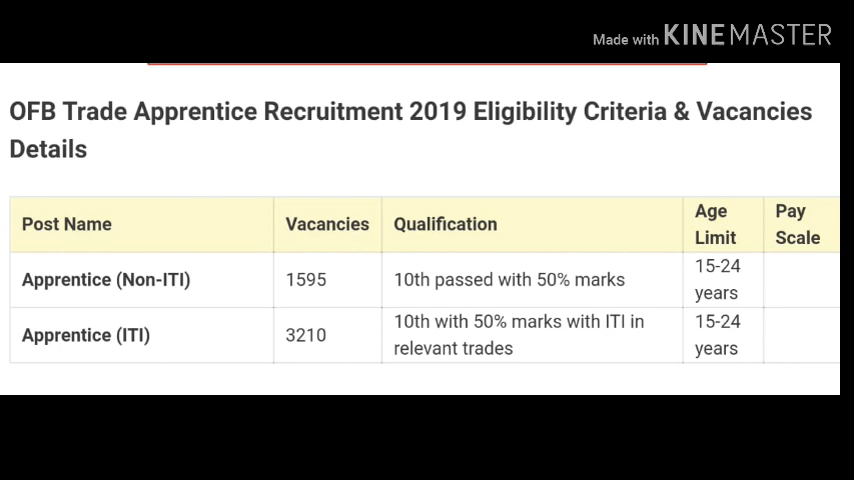 Made with KINEMASTER
OFB Trade Apprentice Recruitment 2019 Eligibility Criteria & Vacancies
Details
Post Name Vacancies Qualification Age Limit Pay Scale
Apprentice (Non-ITI) 1595 10th passed with 50% marks 15-24 years
Apprentice (ITI) 3210 10th with 50% marks with ITI in relevant trades 15-24 years